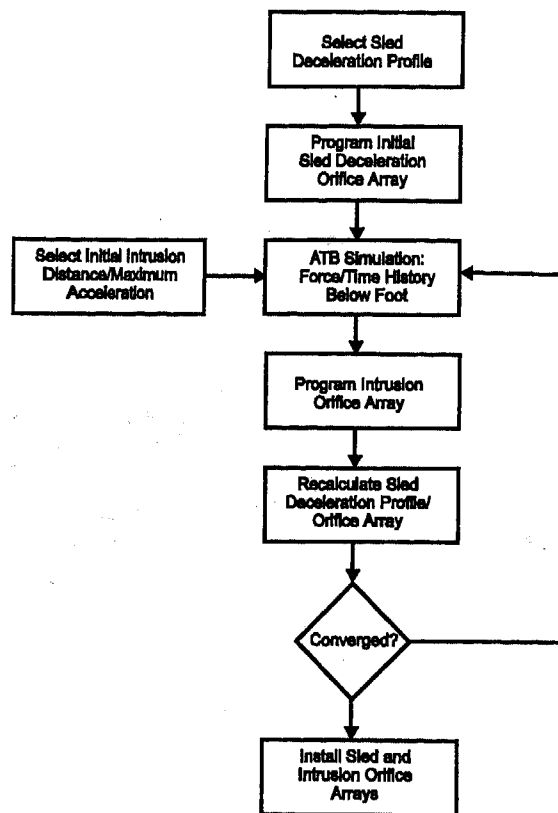 Select Sled
Deceleration Profile
Program Initial
Sled Deceleration
Orifice Array
Select Initial Intrusion
Distance/Maximum
Acceleration
ATB Simulation:
Force/Time History
Below Foot
Program Intrusion
Orifice Array
Recalculate Sled
Deceleration Profile/
Orifice Array
Converged?
Install Sled and
Intrusion Orifice
Arrays